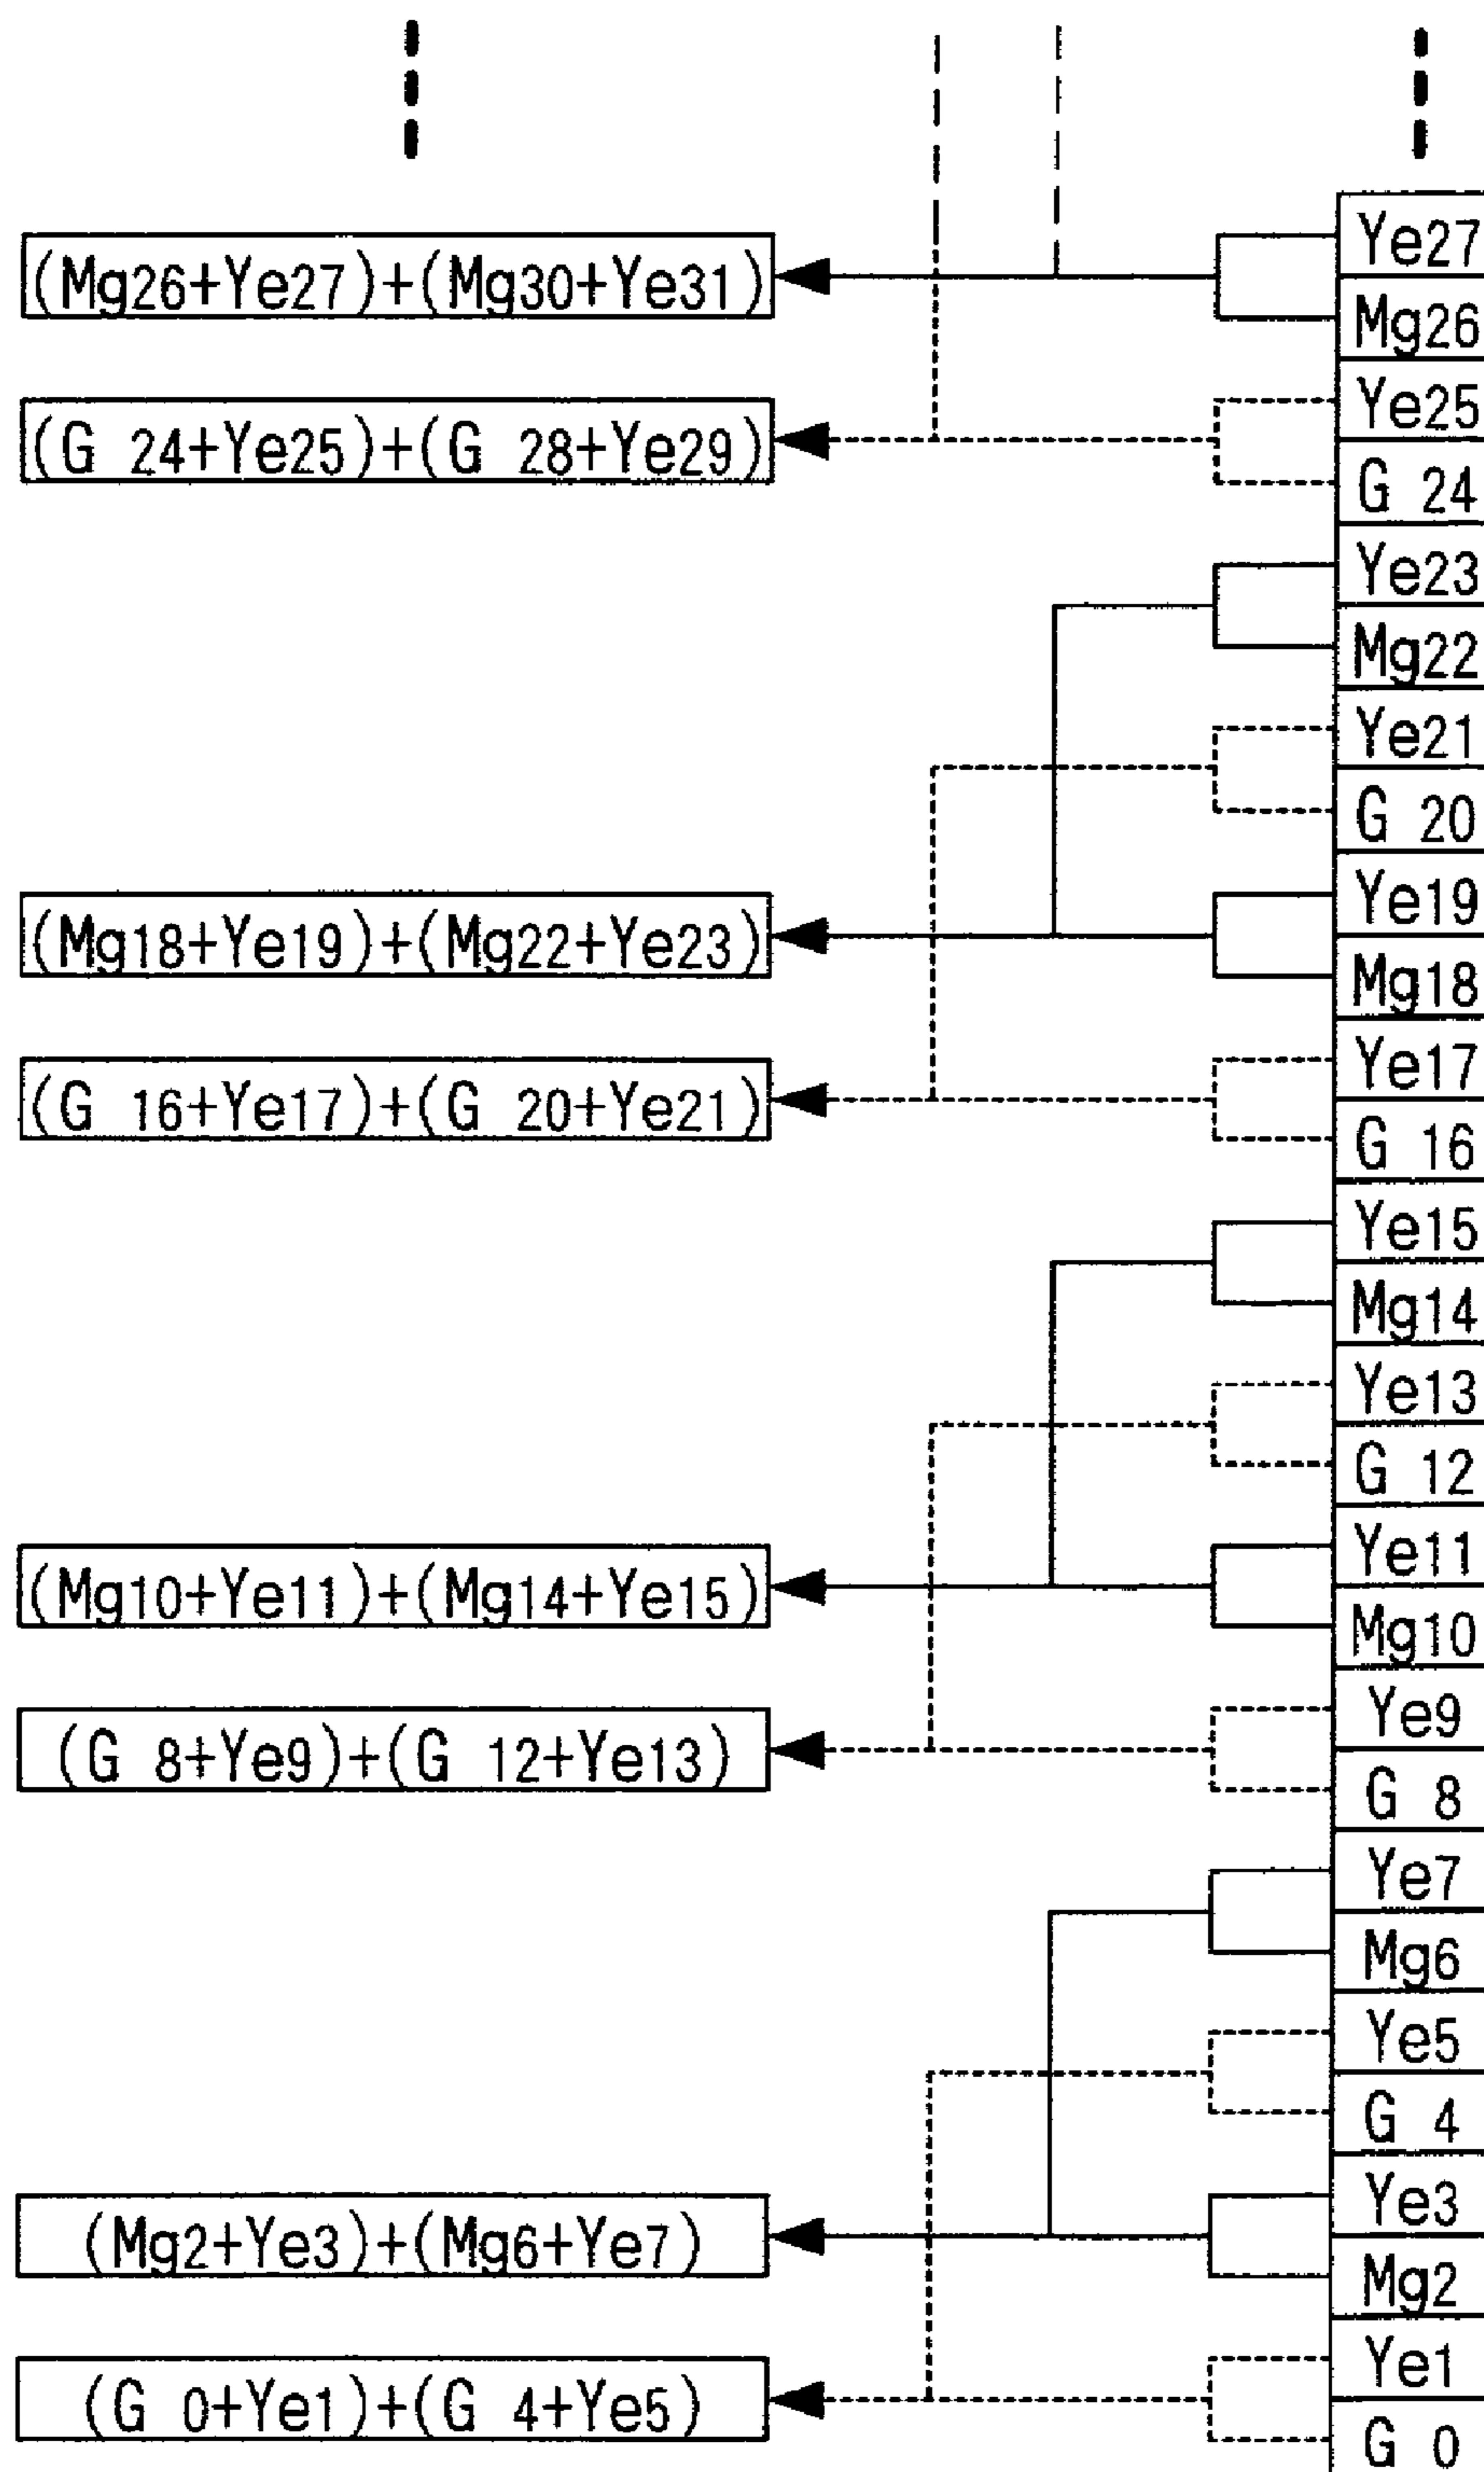 Ye27
(Mg26+Ye27)+(Mg30+Ye31)
Mg26
Ye25
(G 24+Ye25)+(G 28+Ye29)
G 24
Ye23
Mg22
Ye21
G 20
Ye19
(Mg18+Ye19)+(Mg22+Ye23)
Mg18
Ye17
(G 16+Ye17)+(G 20+Ye21)
G 16
Ye15
Mg14
Ye13
G 12
Ye11
(Mg10+Ye11)+(Mg14+Ye15)
Mg10
Ye9
(G 8+Ye9)+(G 12+Ye13)
G 8
Ye7
Mg6
Ye5
G 4
Ye3
(Mg2+Ye3)+(Mg6+Ye7)
Mg2
Ye1
(G 0+Ye1)+(G 4+Ye5)
G 0